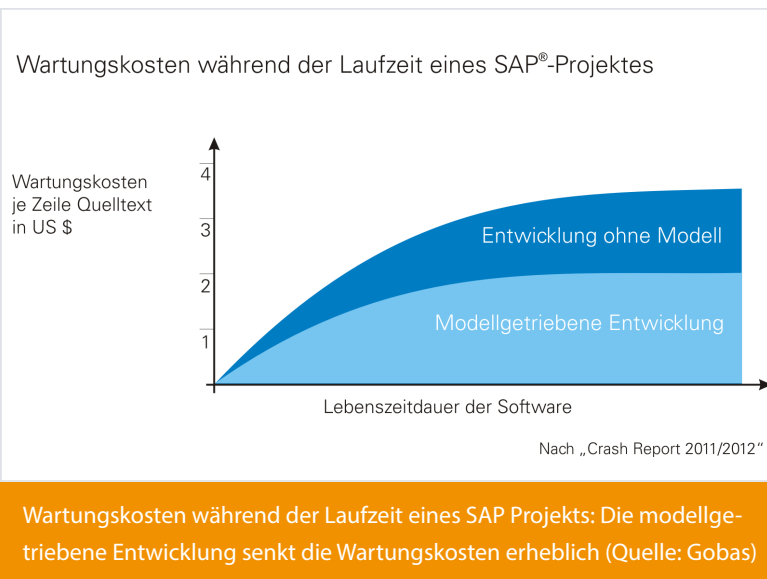 Wartungskosten während der Laufzeit eines SAP®-Projektes
Wartungskosten
je Zeile Quelltext
in US $
4
3
2
1
Entwicklung ohne Modell
Modellgetriebene Entwicklung
Lebenszeitdauer der Software
Nach „Crash Report 2011/2012“
Wartungskosten während der Laufzeit eines SAP Projekts: Die modellge-
triebene Entwicklung senkt die Wartungskosten erheblich (Quelle: Gobas)